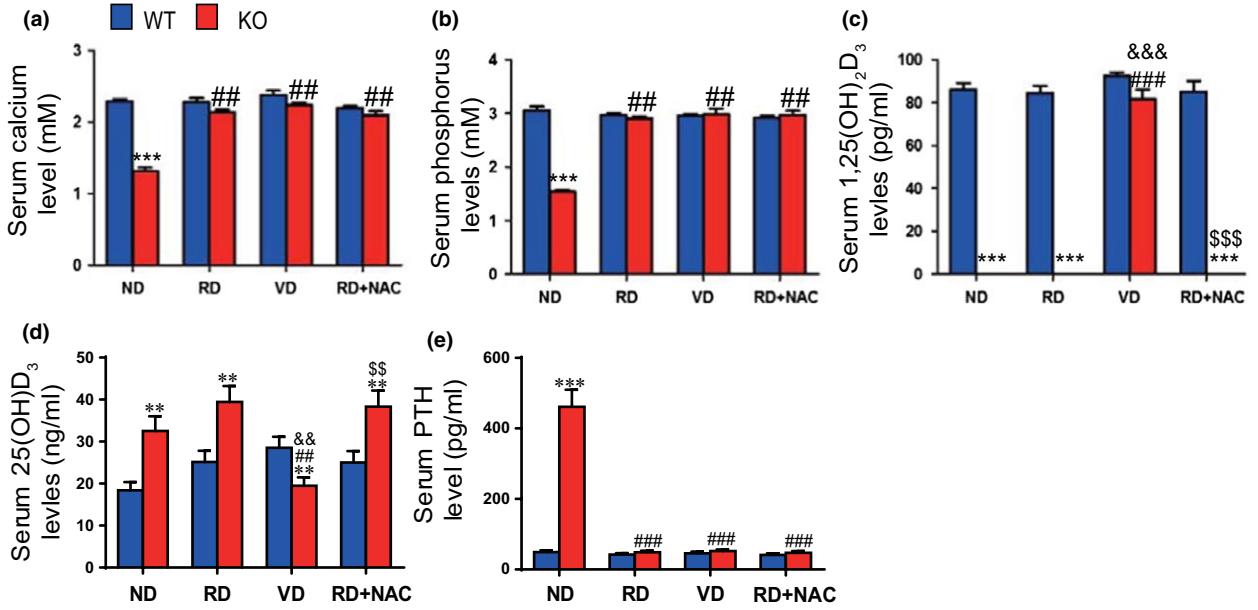 (a)
WT
KO
Serum calcium
level (mM)
3
2
1
0
##
##
##
***
ND
RD
VD
RD+NAC
(b)
Serum phosphorus
levels (mM)
4
3
2
1
0
##
##
##
***
ND
RD
VD
RD+NAC
(c)
Serum 1,25(OH)₂D₃
levles (pg/ml)
100
80
60
40
20
0
&&&
###
$$$
***
***
***
ND
RD
VD
RD+NAC
(d)
Serum 25(OH)D₃
levles (ng/ml)
50
40
30
20
10
0
**
**
&&
##
**
$$
**
ND
RD
VD
RD+NAC
(e)
Serum PTH
level (pg/ml)
600
400
200
0
***
###
###
###
ND
RD
VD
RD+NAC